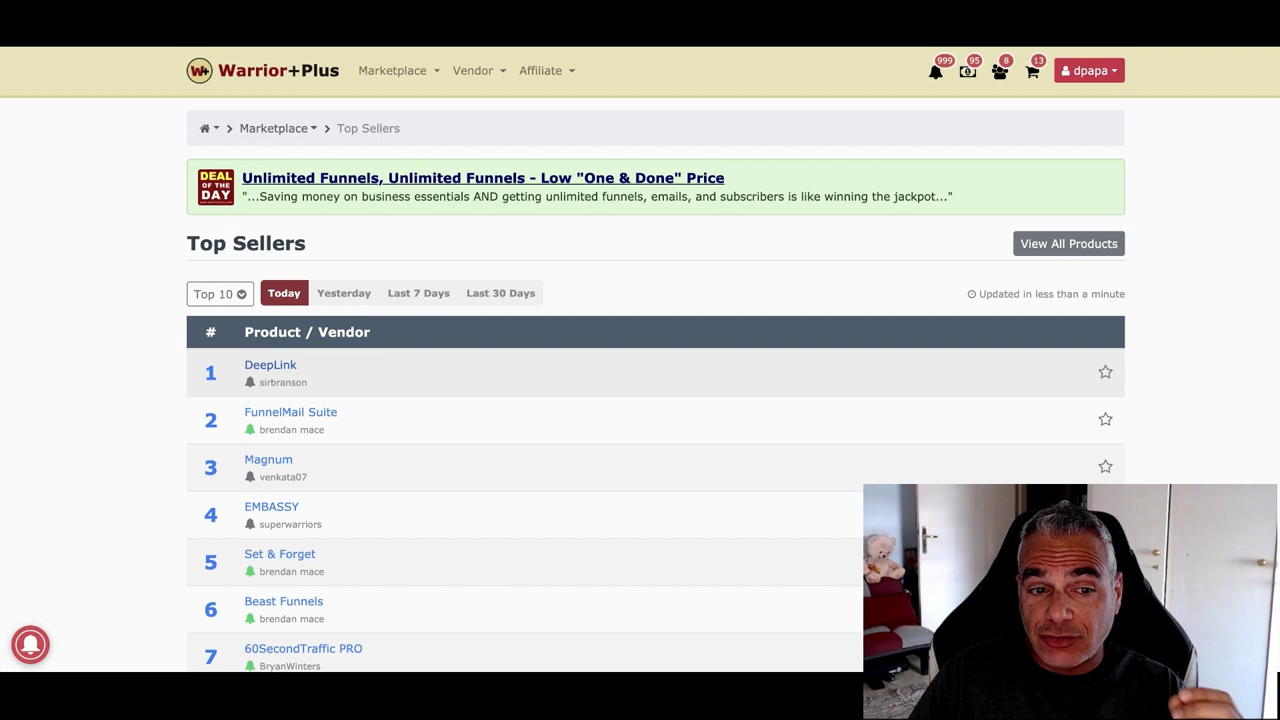 W+ Warrior+Plus Marketplace Vendor Affiliate 999 95 8 13 dpapa
Marketplace Top Sellers
DEAL OF THE DAY
Unlimited Funnels, Unlimited Funnels - Low "One & Done" Price
"...Saving money on business essentials AND getting unlimited funnels, emails, and subscribers is like winning the jackpot..."
Top Sellers View All Products
Top 10 Today Yesterday Last 7 Days Last 30 Days Updated in less than a minute
# Product / Vendor
1 DeepLink
sirbranson
2 FunnelMail Suite
brendan mace
3 Magnum
venkata07
4 EMBASSY
superwarriors
5 Set & Forget
brendan mace
6 Beast Funnels
brendan mace
7 60SecondTraffic PRO
BryanWinters